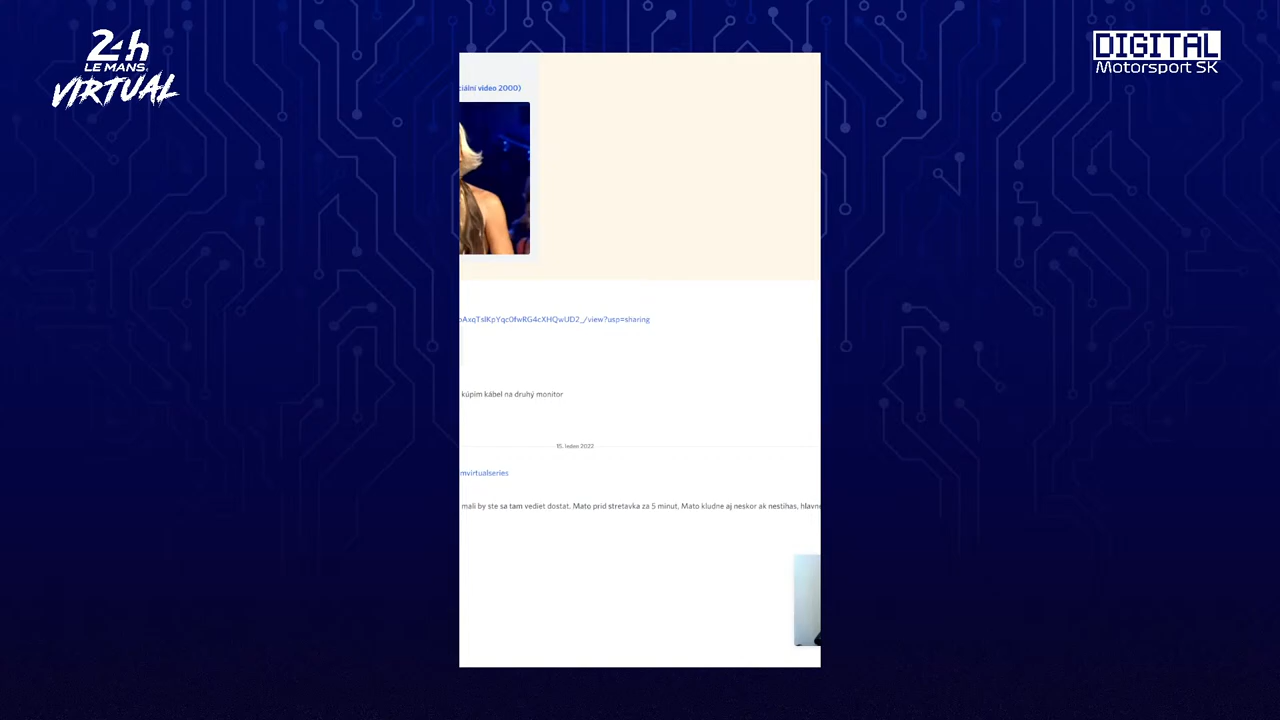 24h
LE MANS
VIRTUAL
DIGITAL
Motorsport SK
ciální video 2000)
AxqTslKpYqc0fwRG4cXHQwUD2_/view?usp=sharing
kúpim kábel na druhý monitor
15. leden 2022
mvirtualseries
mali by ste sa tam vediet dostat. Mato prid stretavka za 5 minut, Mato kludne aj neskor ak nestihas, hlavne